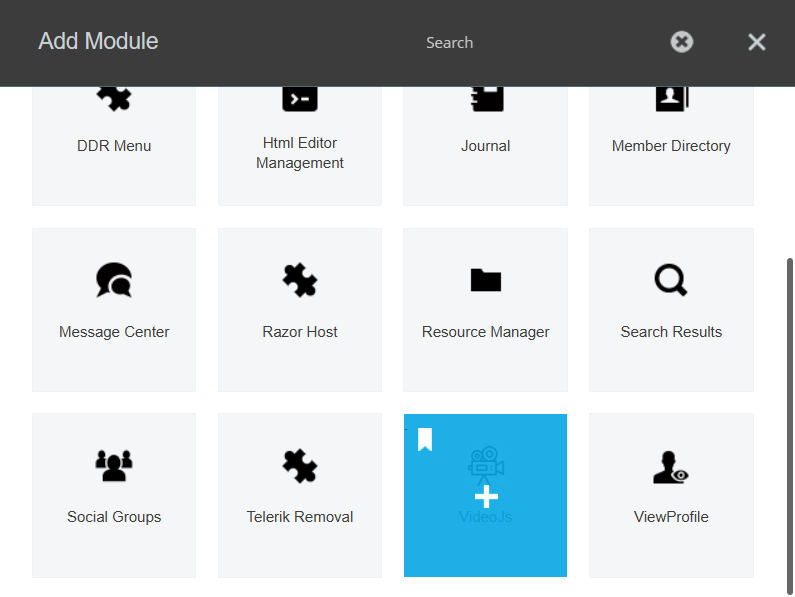 Add Module
Search
DDR Menu
Html Editor
Management
Journal
Member Directory
Message Center
Razor Host
Resource Manager
Search Results
Social Groups
Telerik Removal
VideoJs
ViewProfile